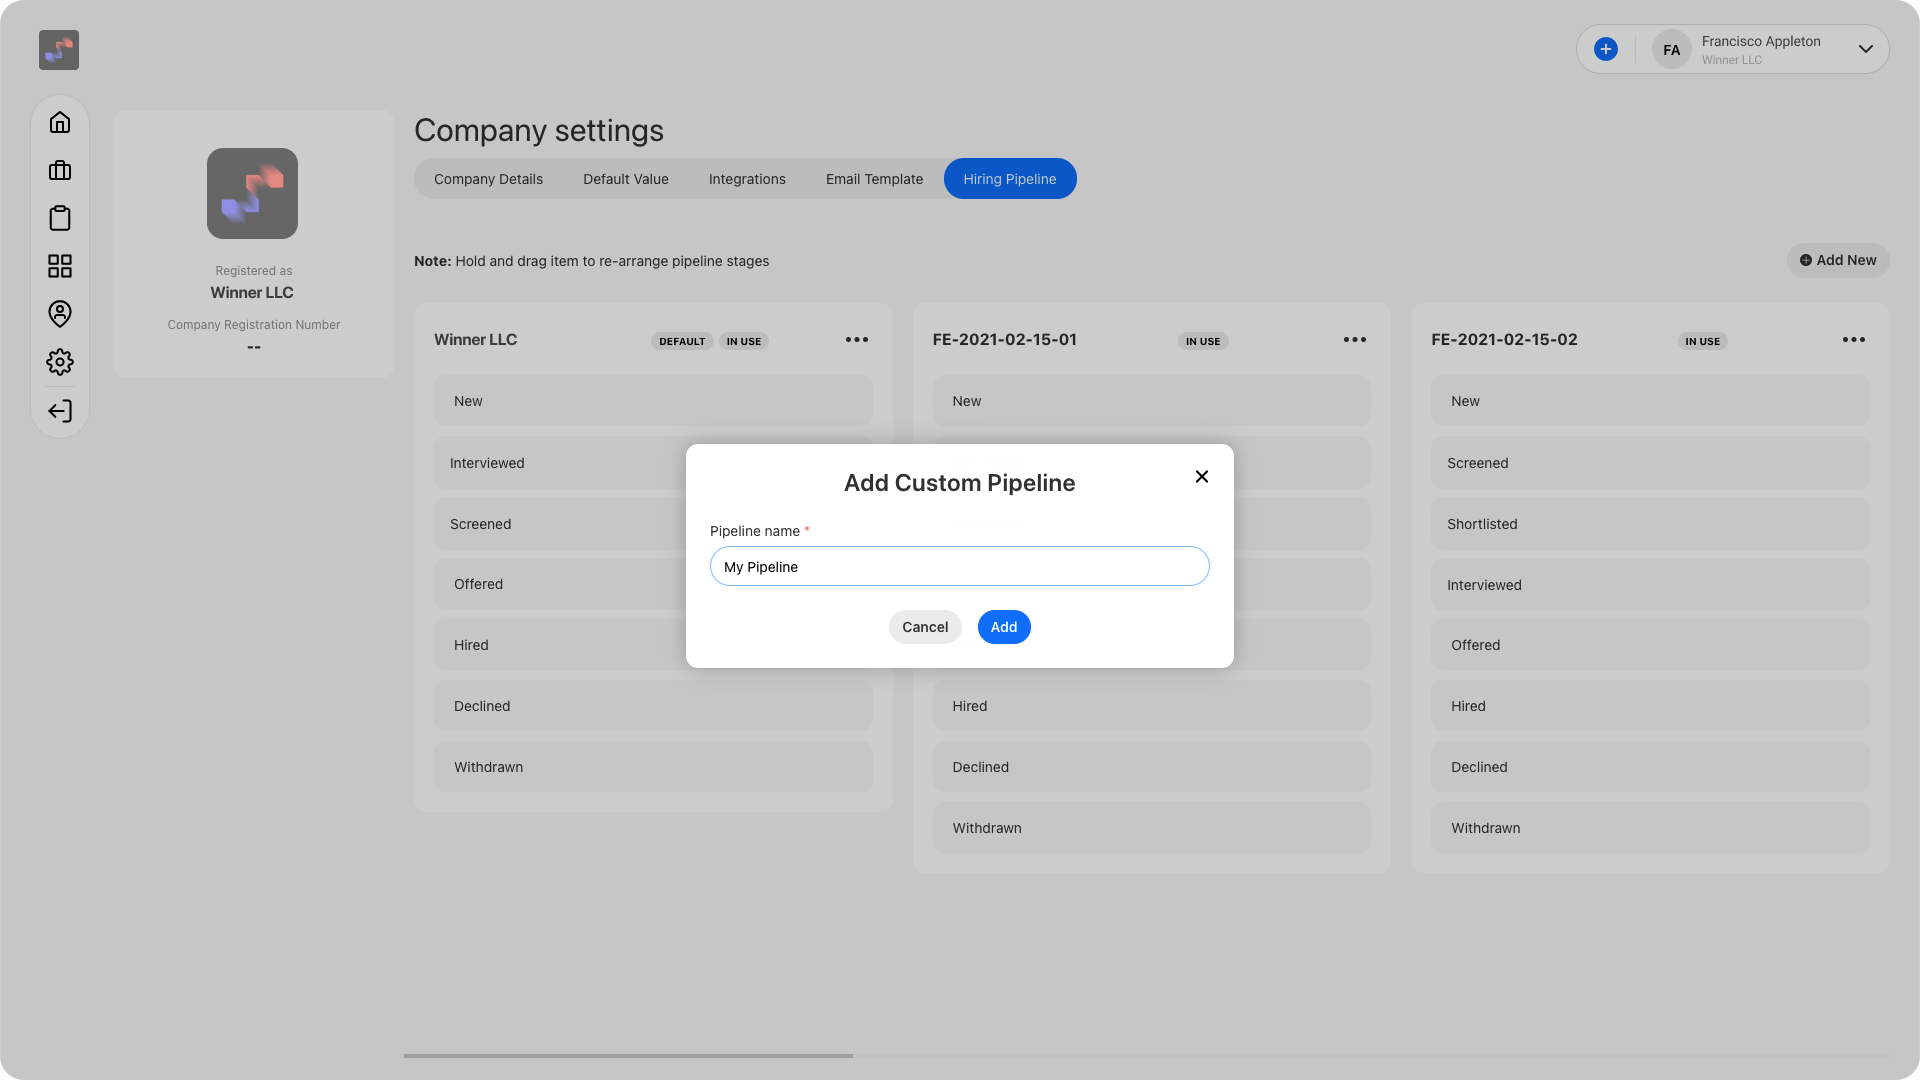 FA
Francisco Appleton
Winner LLC
Registered as
Winner LLC
Company Registration Number
--
Company settings
Company Details
Default Value
Integrations
Email Template
Hiring Pipeline
Note: Hold and drag item to re-arrange pipeline stages
Add New
Winner LLC
DEFAULT
IN USE
New
Interviewed
Screened
Offered
Hired
Declined
Withdrawn
FE-2021-02-15-01
IN USE
New
Hired
Declined
Withdrawn
FE-2021-02-15-02
IN USE
New
Screened
Shortlisted
Interviewed
Offered
Hired
Declined
Withdrawn
Add Custom Pipeline
Pipeline name *
My Pipeline
Cancel
Add